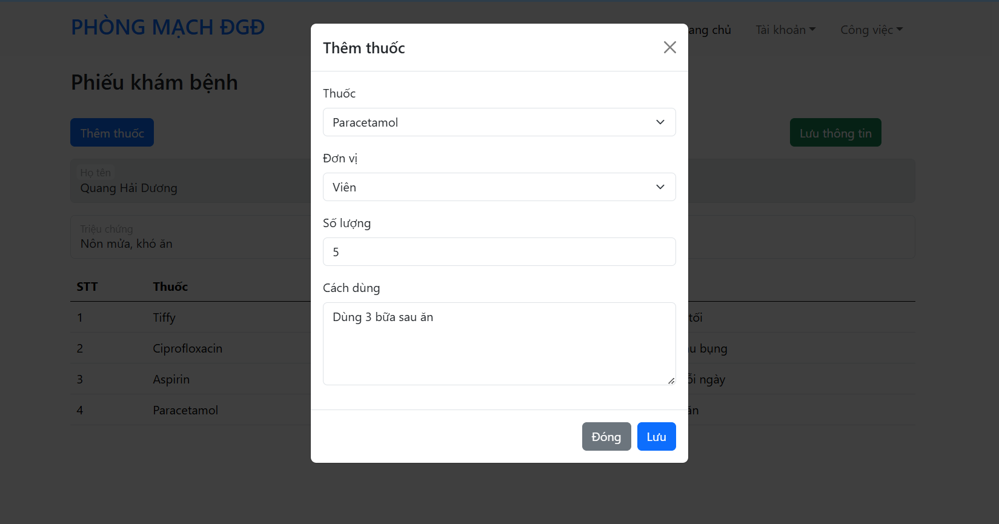 PHÒNG MẠCH ĐGĐ
chủ Tài khoản Công việc
Phiếu khám bệnh
Thêm thuốc
Lưu thông tin
Họ tên
Quang Hải Dương
Triệu chứng
Nôn mửa, khó ăn
STT Thuốc
1 Tiffy tối
2 Ciprofloxacin bụng
3 Aspirin ngày
4 Paracetamol
Thêm thuốc
Thuốc
Paracetamol
Đơn vị
Viên
Số lượng
5
Cách dùng
Dùng 3 bữa sau ăn
Đóng Lưu